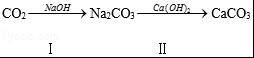 CO₂ —NaOH→ Na₂CO₃ —Ca(OH)₂→ CaCO₃
Ⅰ Ⅱ